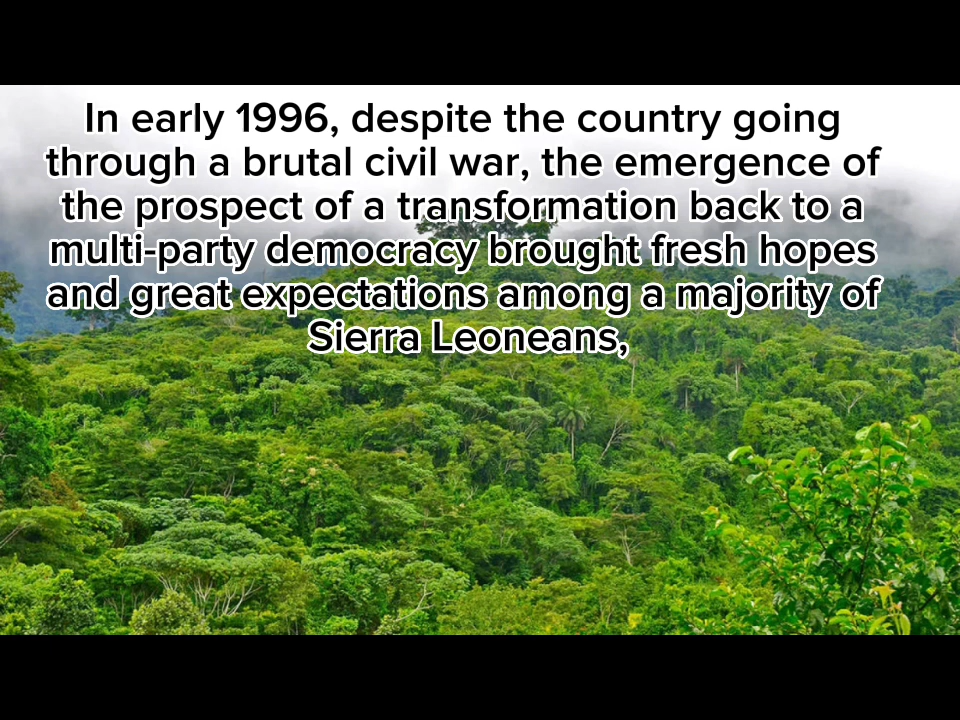 In early 1996, despite the country going
through a brutal civil war, the emergence of
the prospect of a transformation back to a
multi-party democracy brought fresh hopes
and great expectations among a majority of
Sierra Leoneans,